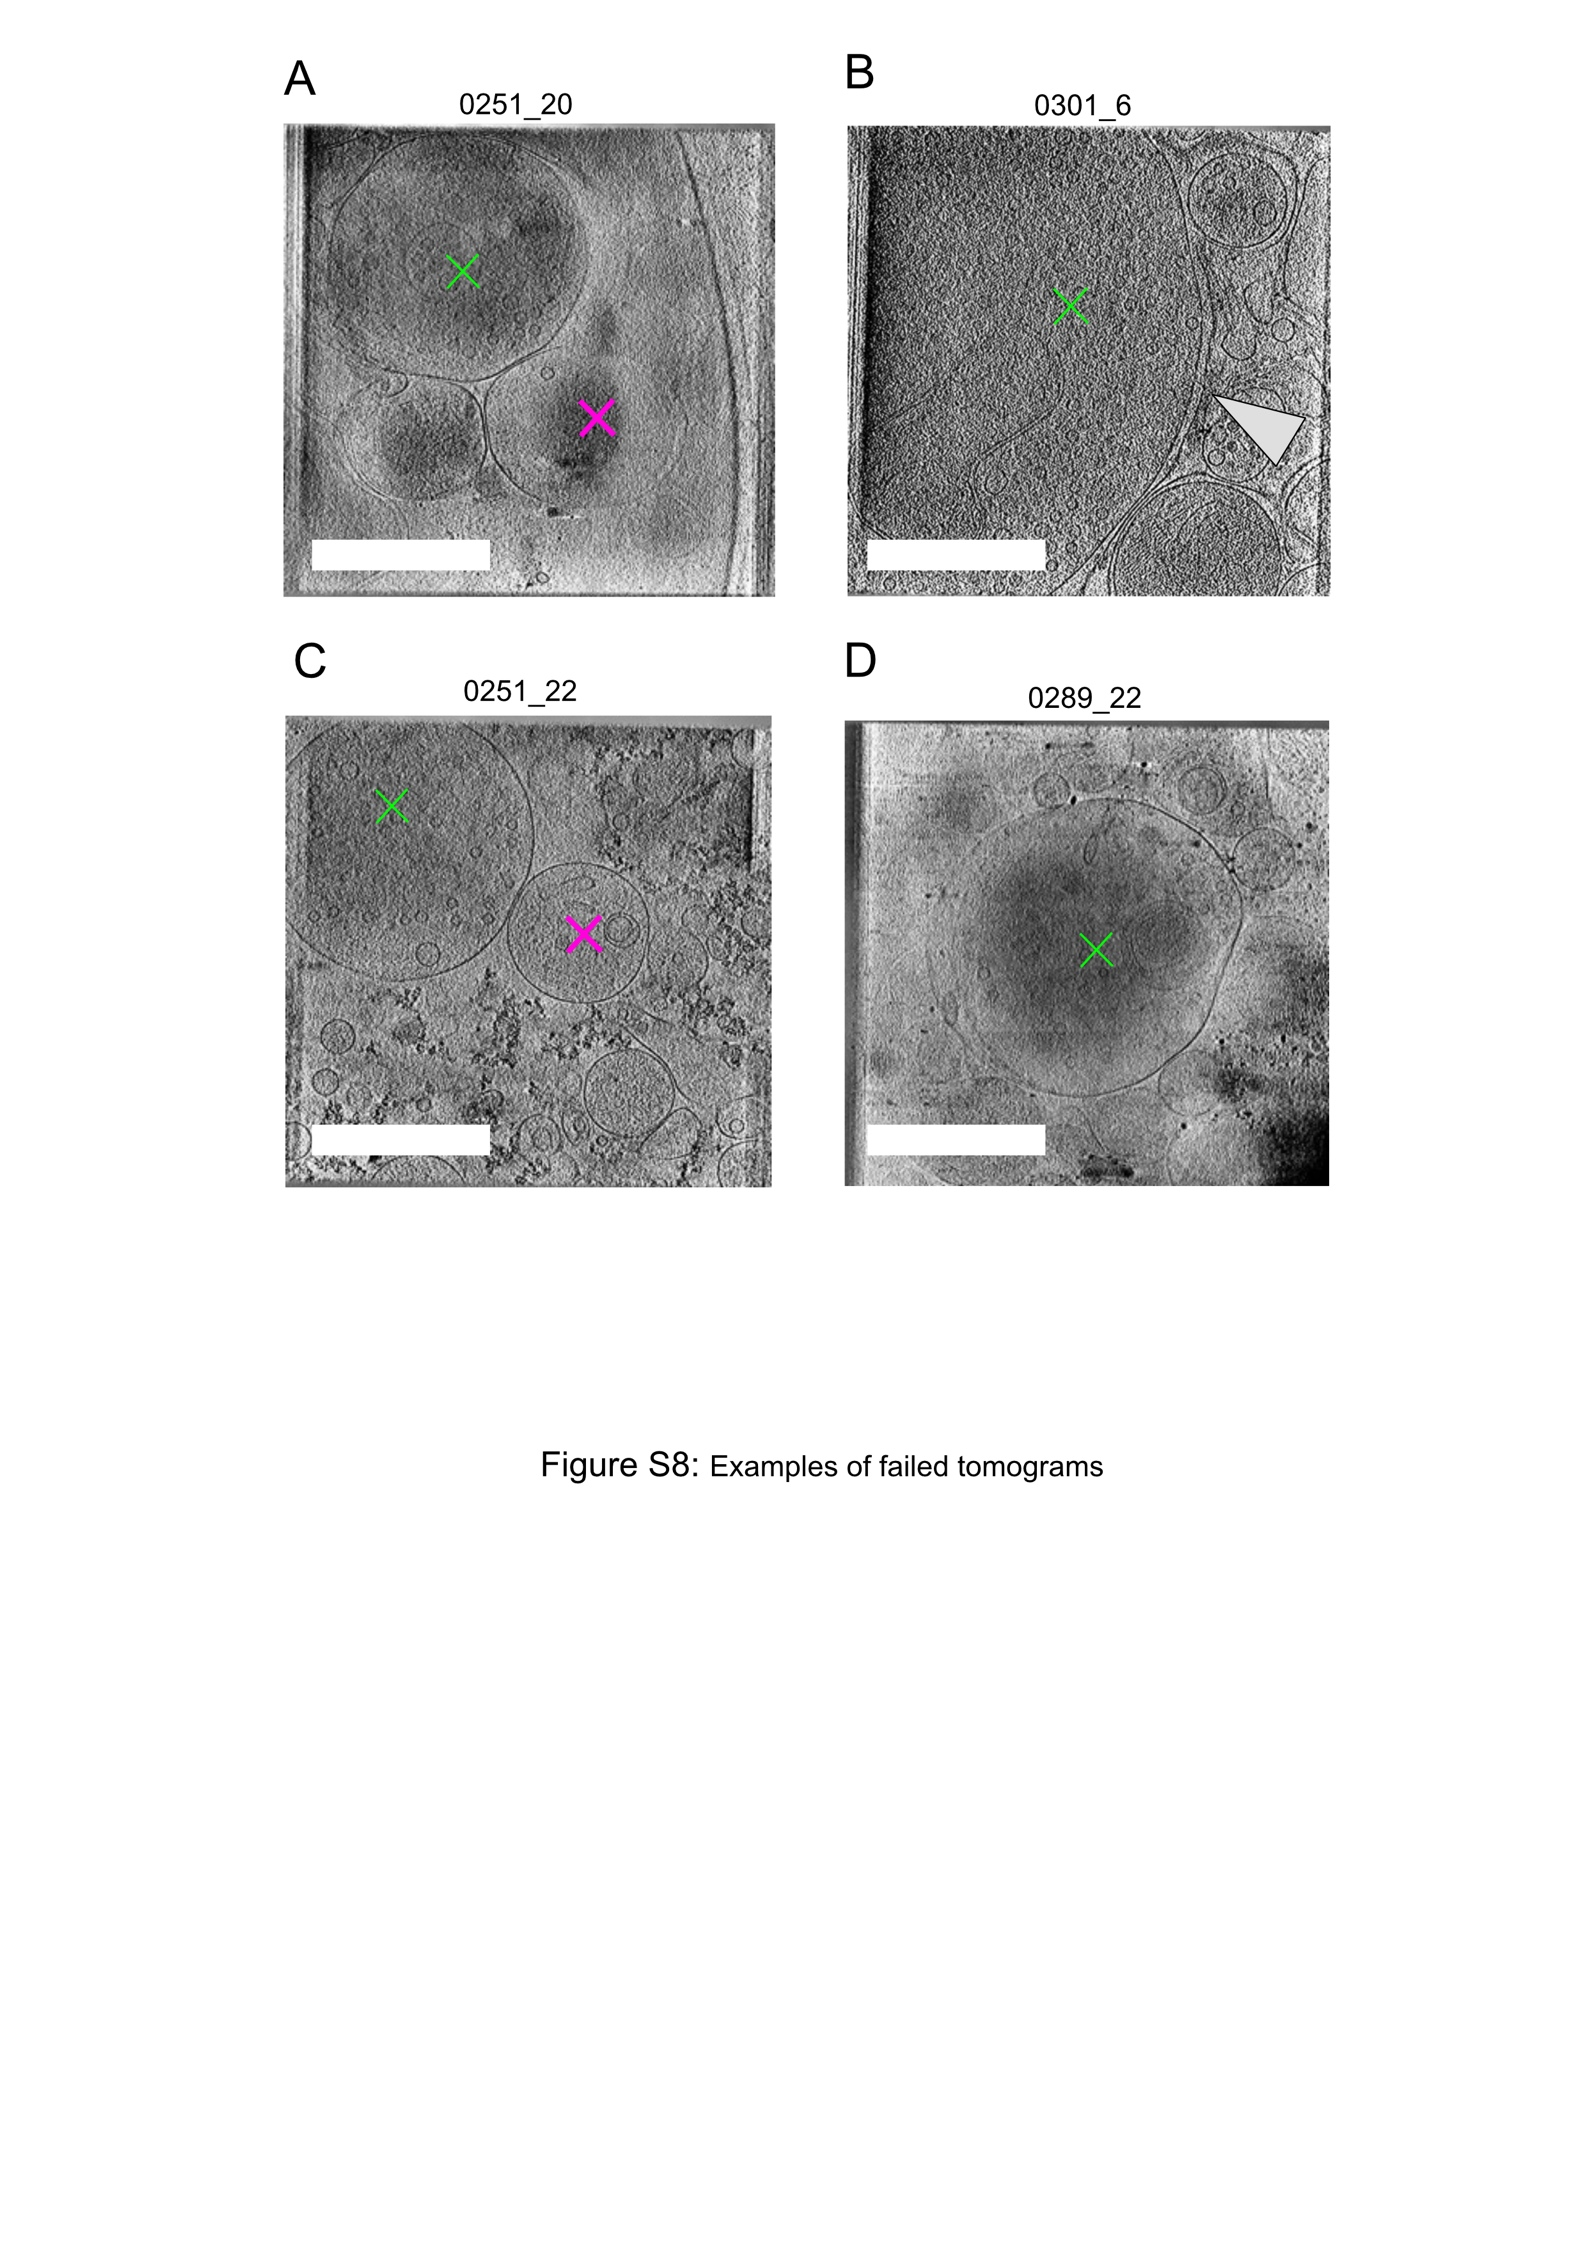 A
0251_20
B
0301_6
C
0251_22
D
0289_22
Figure S8: Examples of failed tomograms